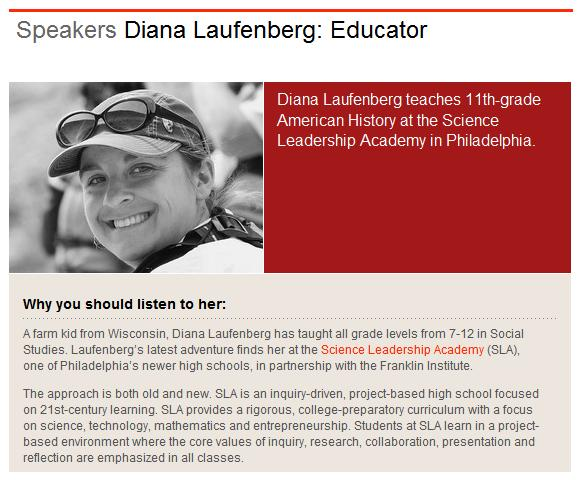 Speakers Diana Laufenberg: Educator
Diana Laufenberg teaches 11th-grade
American History at the Science
Leadership Academy in Philadelphia.
Why you should listen to her:
A farm kid from Wisconsin, Diana Laufenberg has taught all grade levels from 7-12 in Social
Studies. Laufenberg's latest adventure finds her at the Science Leadership Academy (SLA),
one of Philadelphia's newer high schools, in partnership with the Franklin Institute.
The approach is both old and new. SLA is an inquiry-driven, project-based high school focused
on 21st-century learning. SLA provides a rigorous, college-preparatory curriculum with a focus
on science, technology, mathematics and entrepreneurship. Students at SLA learn in a project-
based environment where the core values of inquiry, research, collaboration, presentation and
reflection are emphasized in all classes.